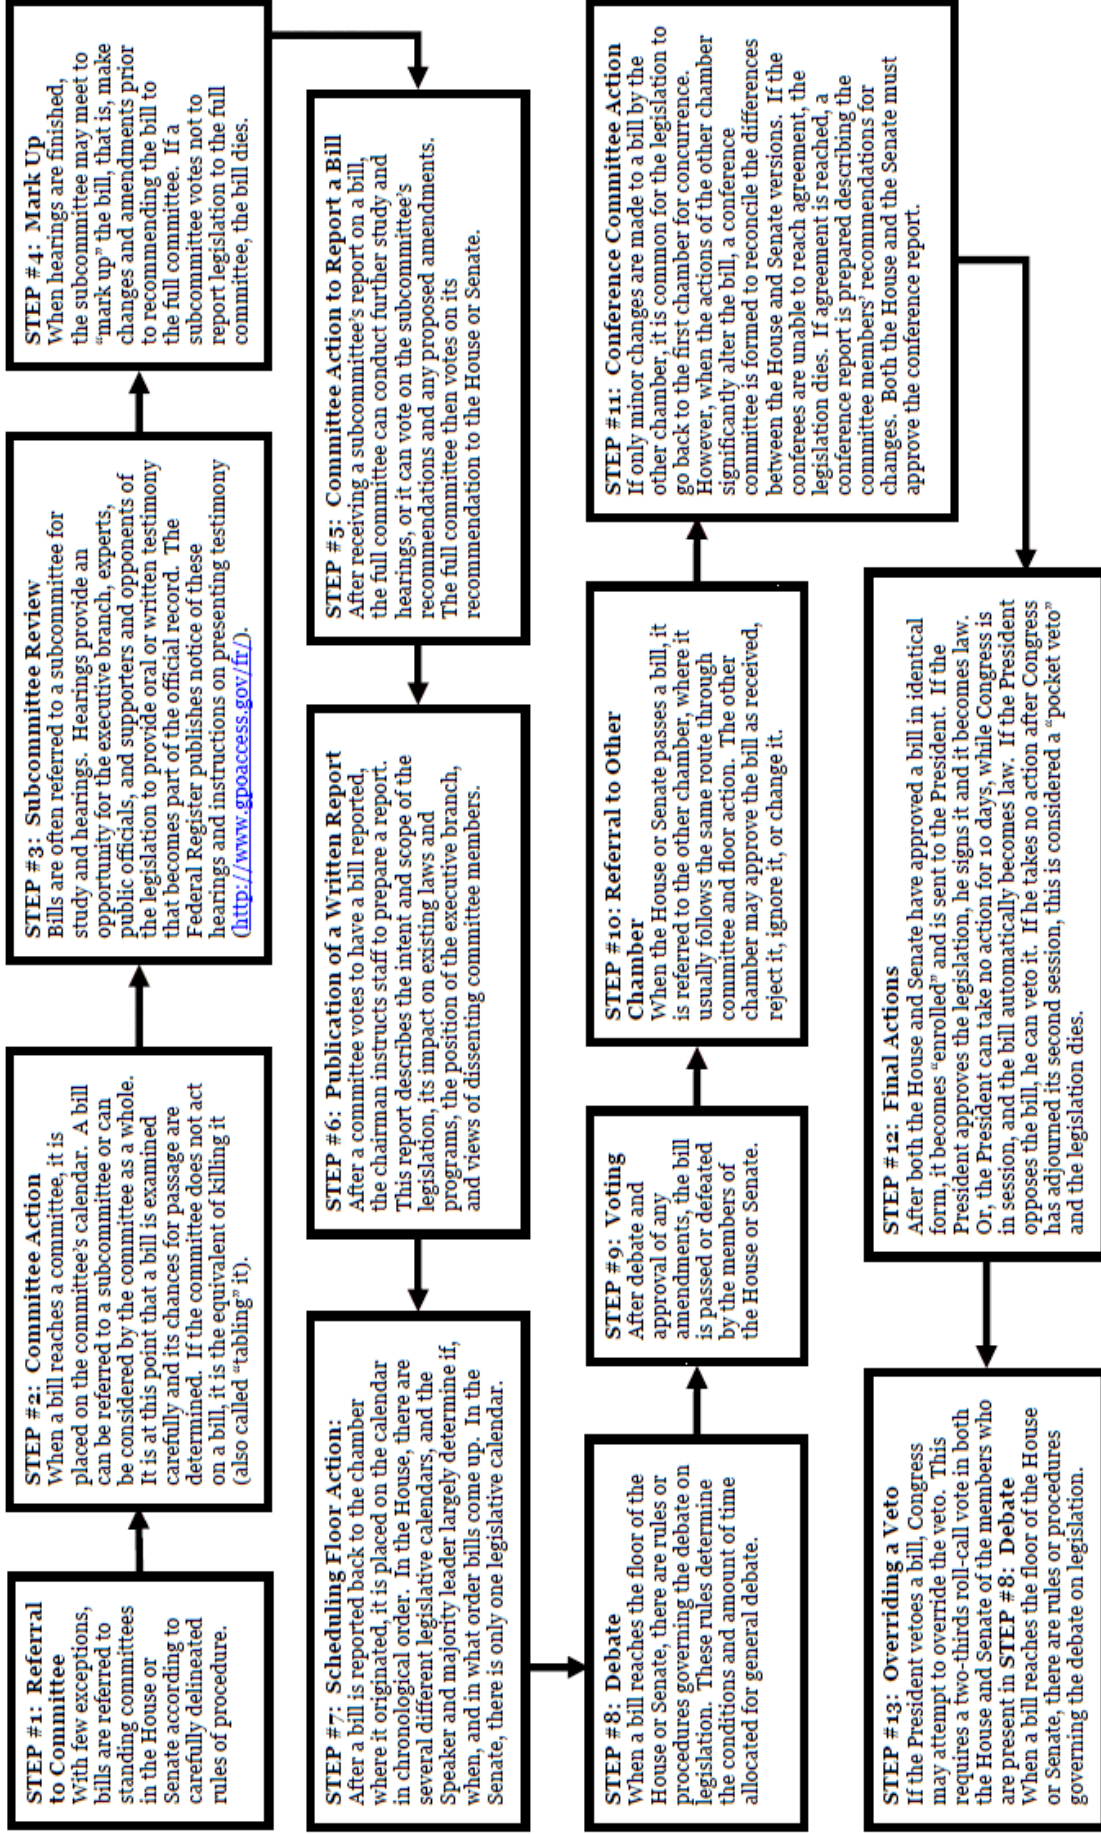 STEP #1: Referral
to Committee
With few exceptions,
bills are referred to
standing committees
in the House or
Senate according to
carefully delineated
rules of procedure.
STEP #2: Committee Action
When a bill reaches a committee, it is
placed on the committee's calendar. A bill
can be referred to a subcommittee or can
be considered by the committee as a whole.
It is at this point that a bill is examined
carefully and its chances for passage are
determined. If the committee does not act
on a bill, it is the equivalent of killing it
(also called "tabling" it).
STEP #3: Subcommittee Review
Bills are often referred to a subcommittee for
study and hearings. Hearings provide an
opportunity for the executive branch, experts,
public officials, and supporters and opponents of
the legislation to provide oral or written testimony
that becomes part of the official record. The
Federal Register publishes notice of these
hearings and instructions on presenting testimony
(http://www.gpoaccess.gov/fr/).
STEP #4: Mark Up
When hearings are finished,
the subcommittee may meet to
"mark up" the bill, that is, make
changes and amendments prior
to recommending the bill to
the full committee. If a
subcommittee votes not to
report legislation to the full
committee, the bill dies.
STEP #5: Committee Action to Report a Bill
After receiving a subcommittee's report on a bill,
the full committee can conduct further study and
hearings, or it can vote on the subcommittee's
recommendations and any proposed amendments.
The full committee then votes on its
recommendation to the House or Senate.
STEP #6: Publication of a Written Report
After a committee votes to have a bill reported,
the chairman instructs staff to prepare a report.
This report describes the intent and scope of the
legislation, its impact on existing laws and
programs, the position of the executive branch,
and views of dissenting committee members.
STEP #7: Scheduling Floor Action:
After a bill is reported back to the chamber
where it originated, it is placed on the calendar
in chronological order. In the House, there are
several different legislative calendars, and the
Speaker and majority leader largely determine if,
when, and in what order bills come up. In the
Senate, there is only one legislative calendar.
STEP #8: Debate
When a bill reaches the floor of the
House or Senate, there are rules or
procedures governing the debate on
legislation. These rules determine
the conditions and amount of time
allocated for general debate.
STEP #9: Voting
After debate and
approval of any
amendments, the bill
is passed or defeated
by the members of
the House or Senate.
STEP #10: Referral to Other
Chamber
When the House or Senate passes a bill, it
is referred to the other chamber, where it
usually follows the same route through
committee and floor action. The other
chamber may approve the bill as received,
reject it, ignore it, or change it.
STEP #11: Conference Committee Action
If only minor changes are made to a bill by the
other chamber, it is common for the legislation to
go back to the first chamber for concurrence.
However, when the actions of the other chamber
significantly alter the bill, a conference
committee is formed to reconcile the differences
between the House and Senate versions. If the
conferees are unable to reach agreement, the
legislation dies. If agreement is reached, a
conference report is prepared describing the
committee members' recommendations for
changes. Both the House and the Senate must
approve the conference report.
STEP #12: Final Actions
After both the House and Senate have approved a bill in identical
form, it becomes "enrolled" and is sent to the President. If the
President approves the legislation, he signs it and it becomes law.
Or, the President can take no action for 10 days, while Congress is
in session, and the bill automatically becomes law. If the President
opposes the bill, he can veto it. If he takes no action after Congress
has adjourned its second session, this is considered a "pocket veto"
and the legislation dies.
STEP #13: Overriding a Veto
If the President vetoes a bill, Congress
may attempt to override the veto. This
requires a two-thirds roll-call vote in both
the House and Senate of the members who
are present in STEP #8: Debate
When a bill reaches the floor of the House
or Senate, there are rules or procedures
governing the debate on legislation.